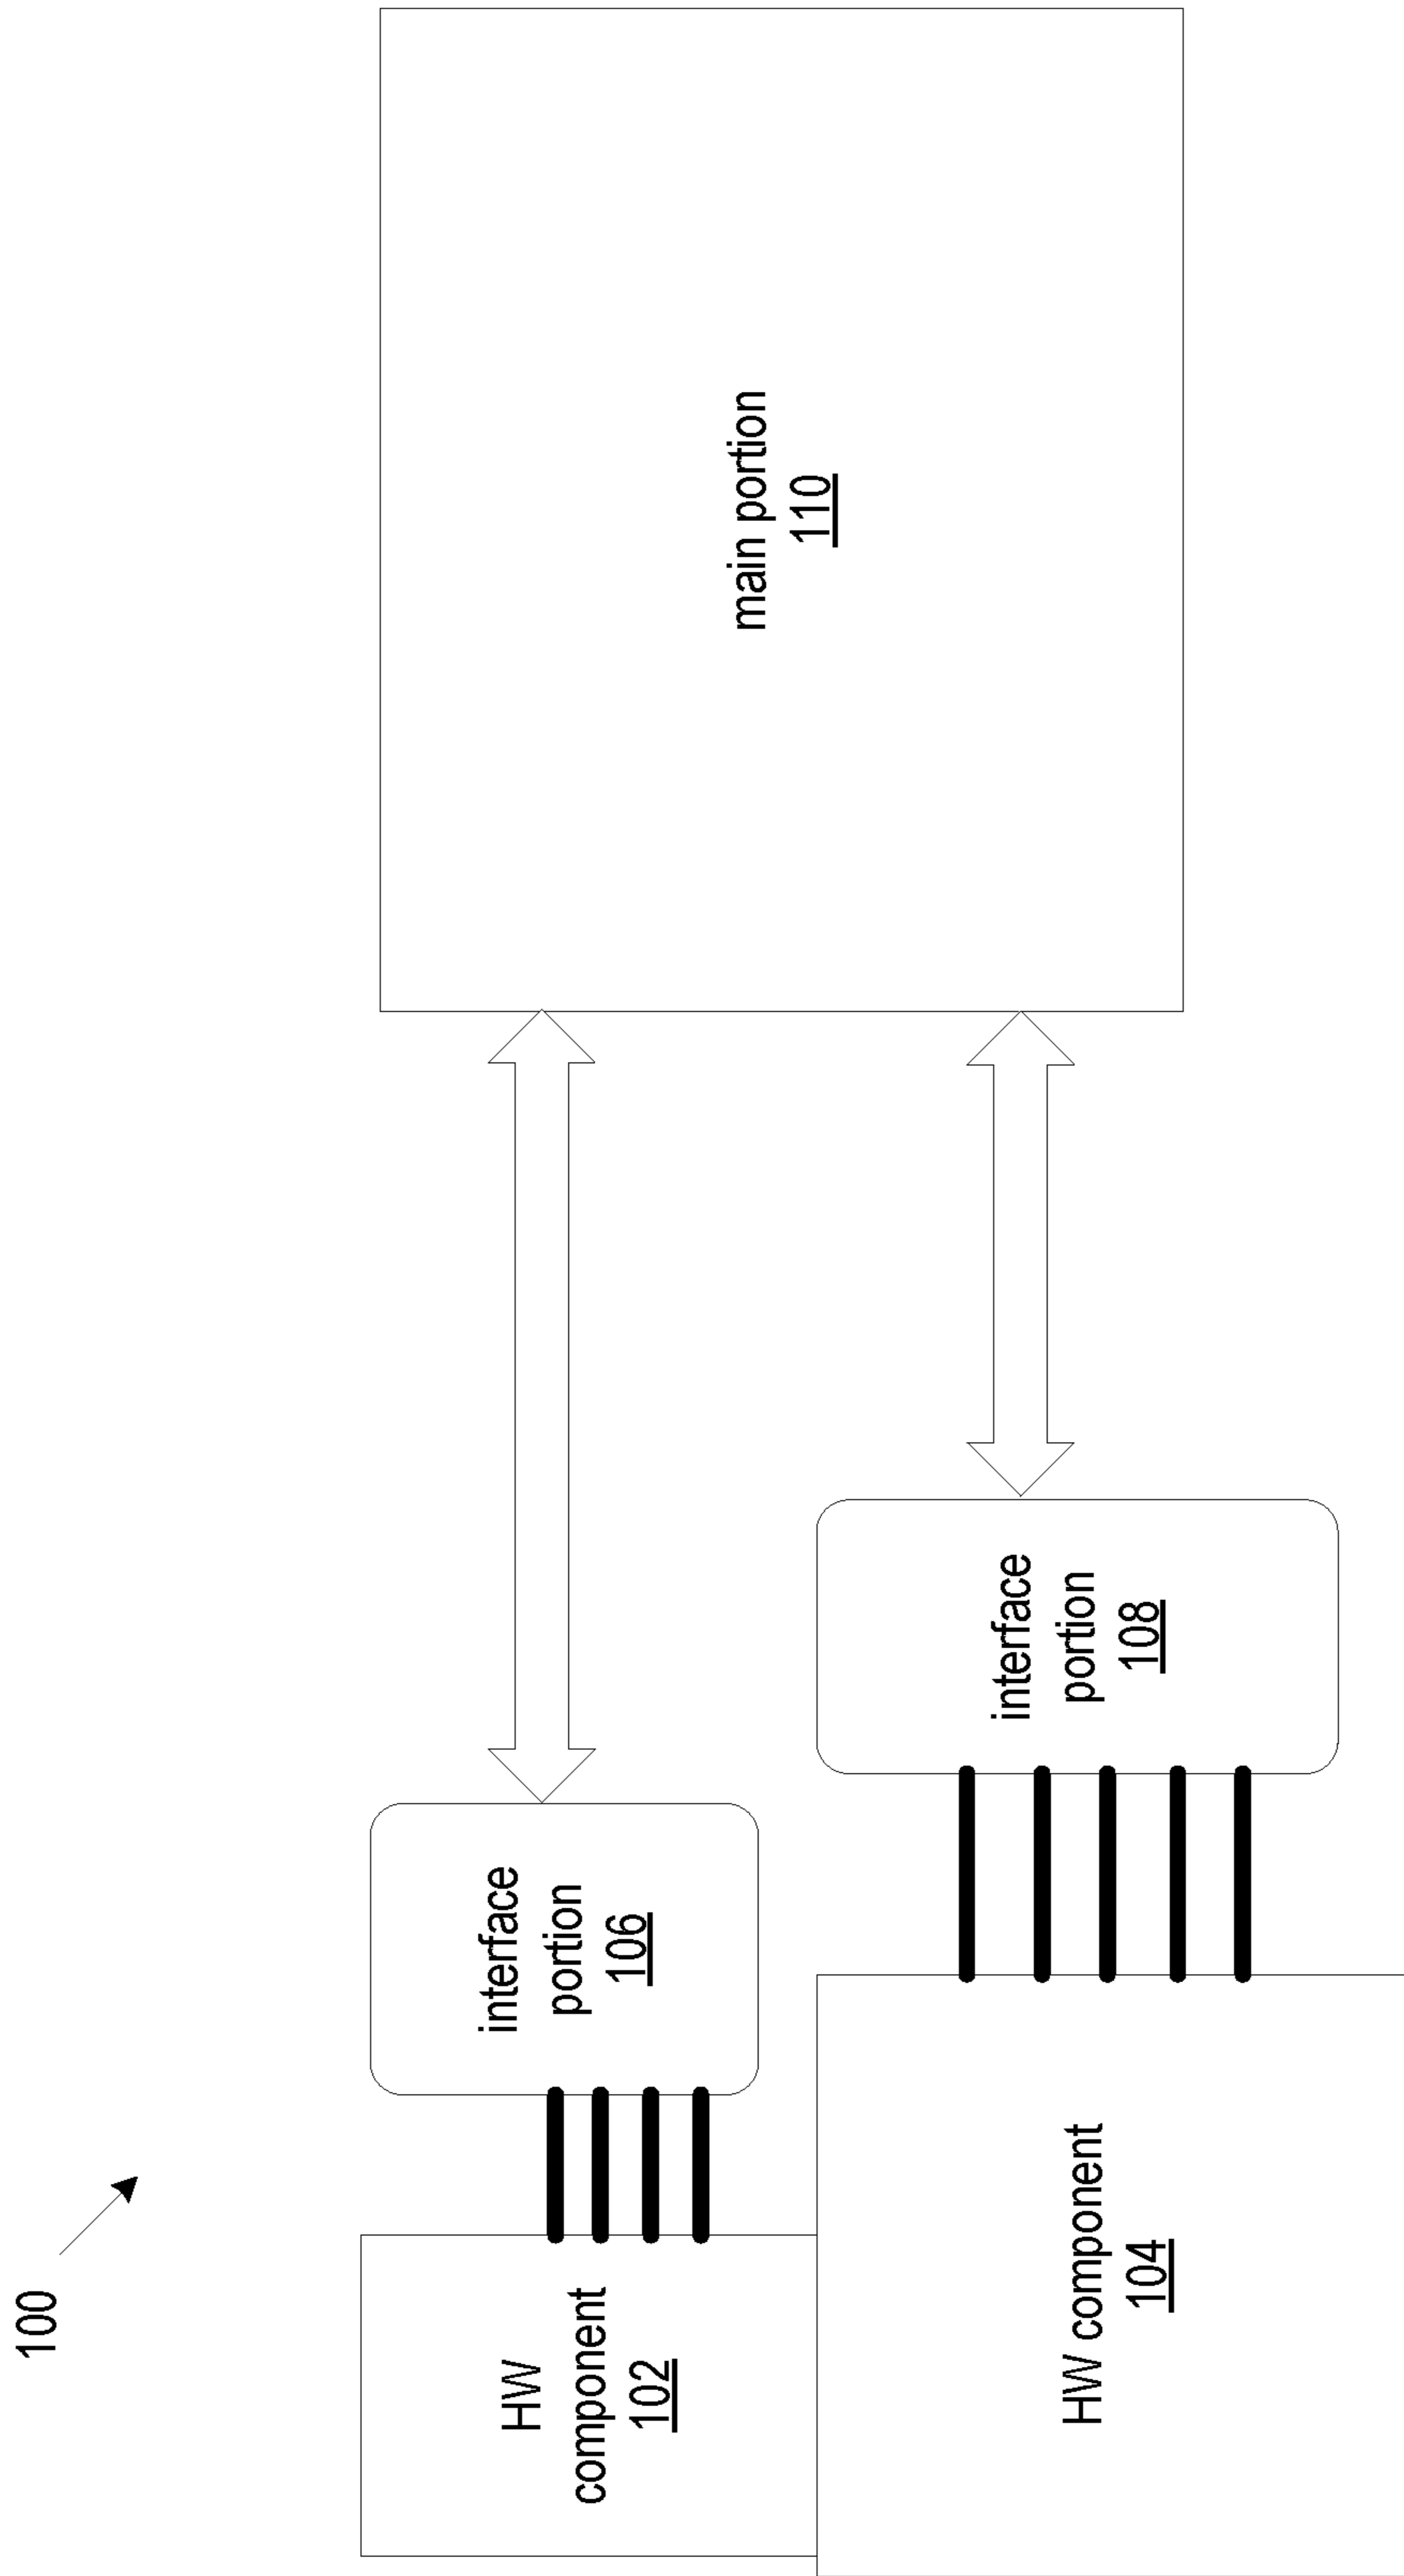 100
HW
component
102
interface
portion
106
HW component
104
interface
portion
108
main portion
110